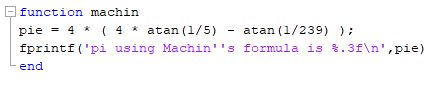 function machin
pie = 4 * ( 4 * atan(1/5) - atan(1/239) );
fprintf('pi using Machin''s formula is %.3f\n',pie)
end